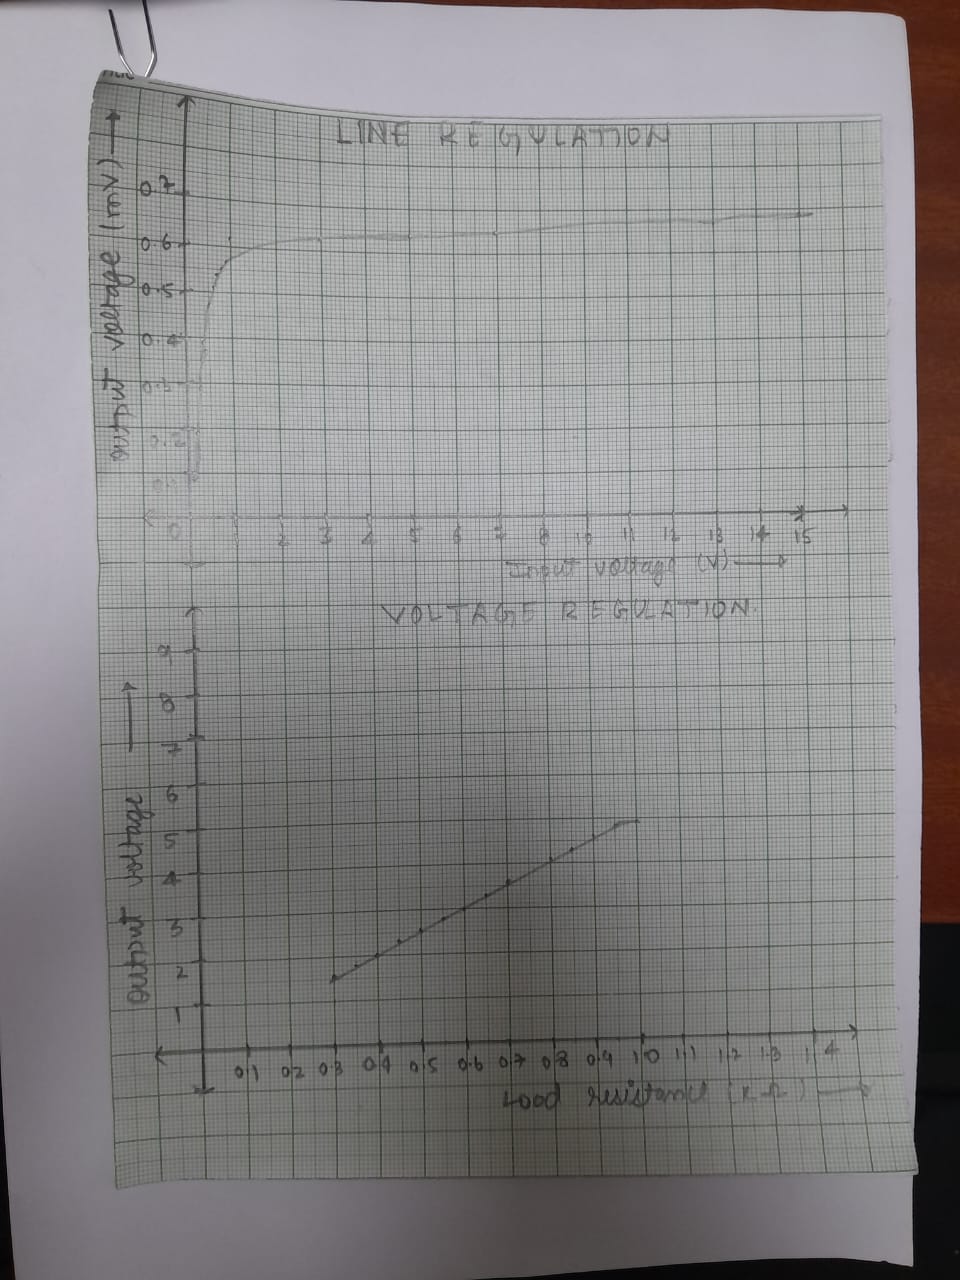 LINE REGULATION
output voltage (mV)
0.7
0.6
0.5
0.4
0.3
0.2
0.1
0 2 3 4 5 6 7 8 9 10 11 12 13 14 15
Input voltage (V)
VOLTAGE REGULATION.
output voltage
9
8
7
6
5
4
3
2
1
0.1 0.2 0.3 0.4 0.5 0.6 0.7 0.8 0.9 1.0 1.1 1.2 1.3 1.4
Load resistance